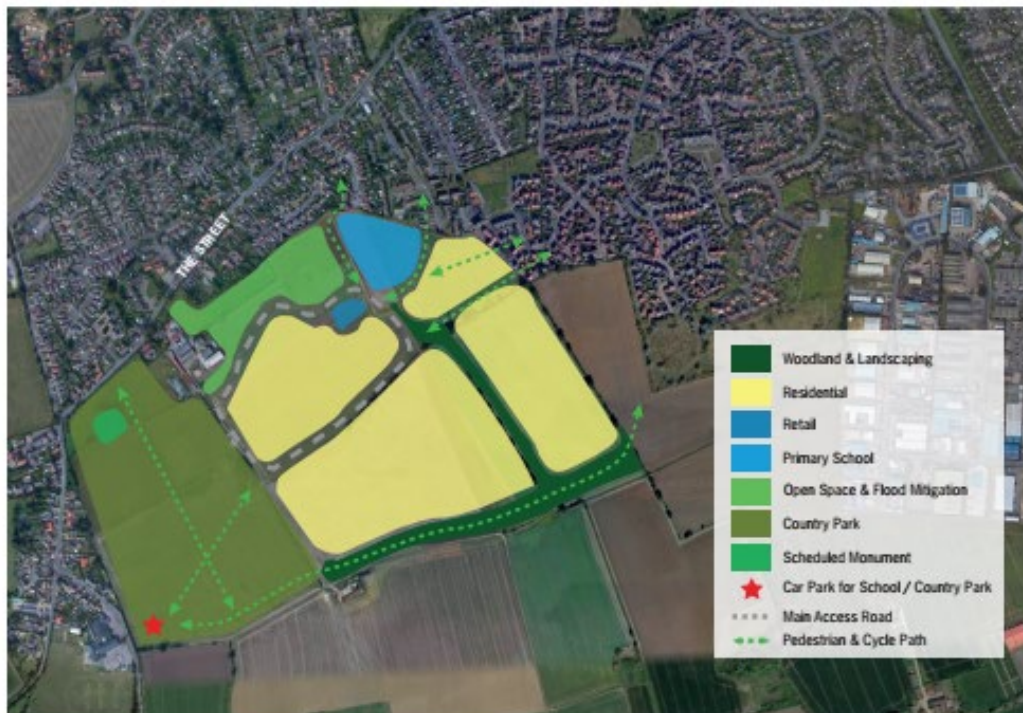 THE STREET
Woodland & Landscaping
Residential
Retail
Primary School
Open Space & Flood Mitigation
Country Park
Scheduled Monument
Car Park for School / Country Park
Main Access Road
Pedestrian & Cycle Path